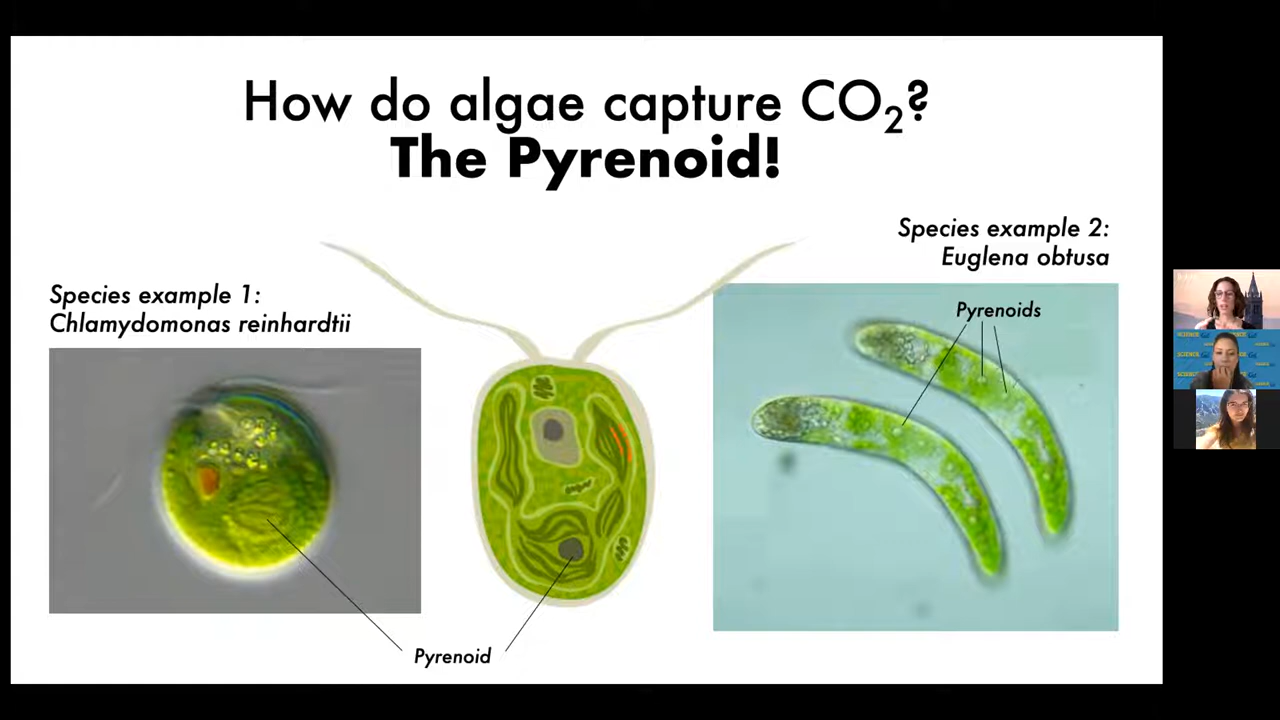 How do algae capture CO₂?
The Pyrenoid!
Species example 1:
Chlamydomonas reinhardtii
Species example 2:
Euglena obtusa
Pyrenoids
Pyrenoid